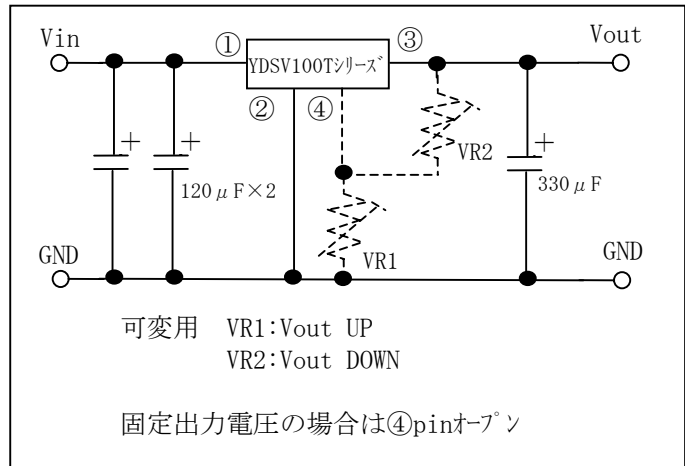 Vin
①
③
Vout
YDSV100Tシリーズ
②
④
+
+
VR2
+
120μF×2
330μF
GND
VR1
GND
可変用 VR1:Vout UP
VR2:Vout DOWN
固定出力電圧の場合は④pinオープン